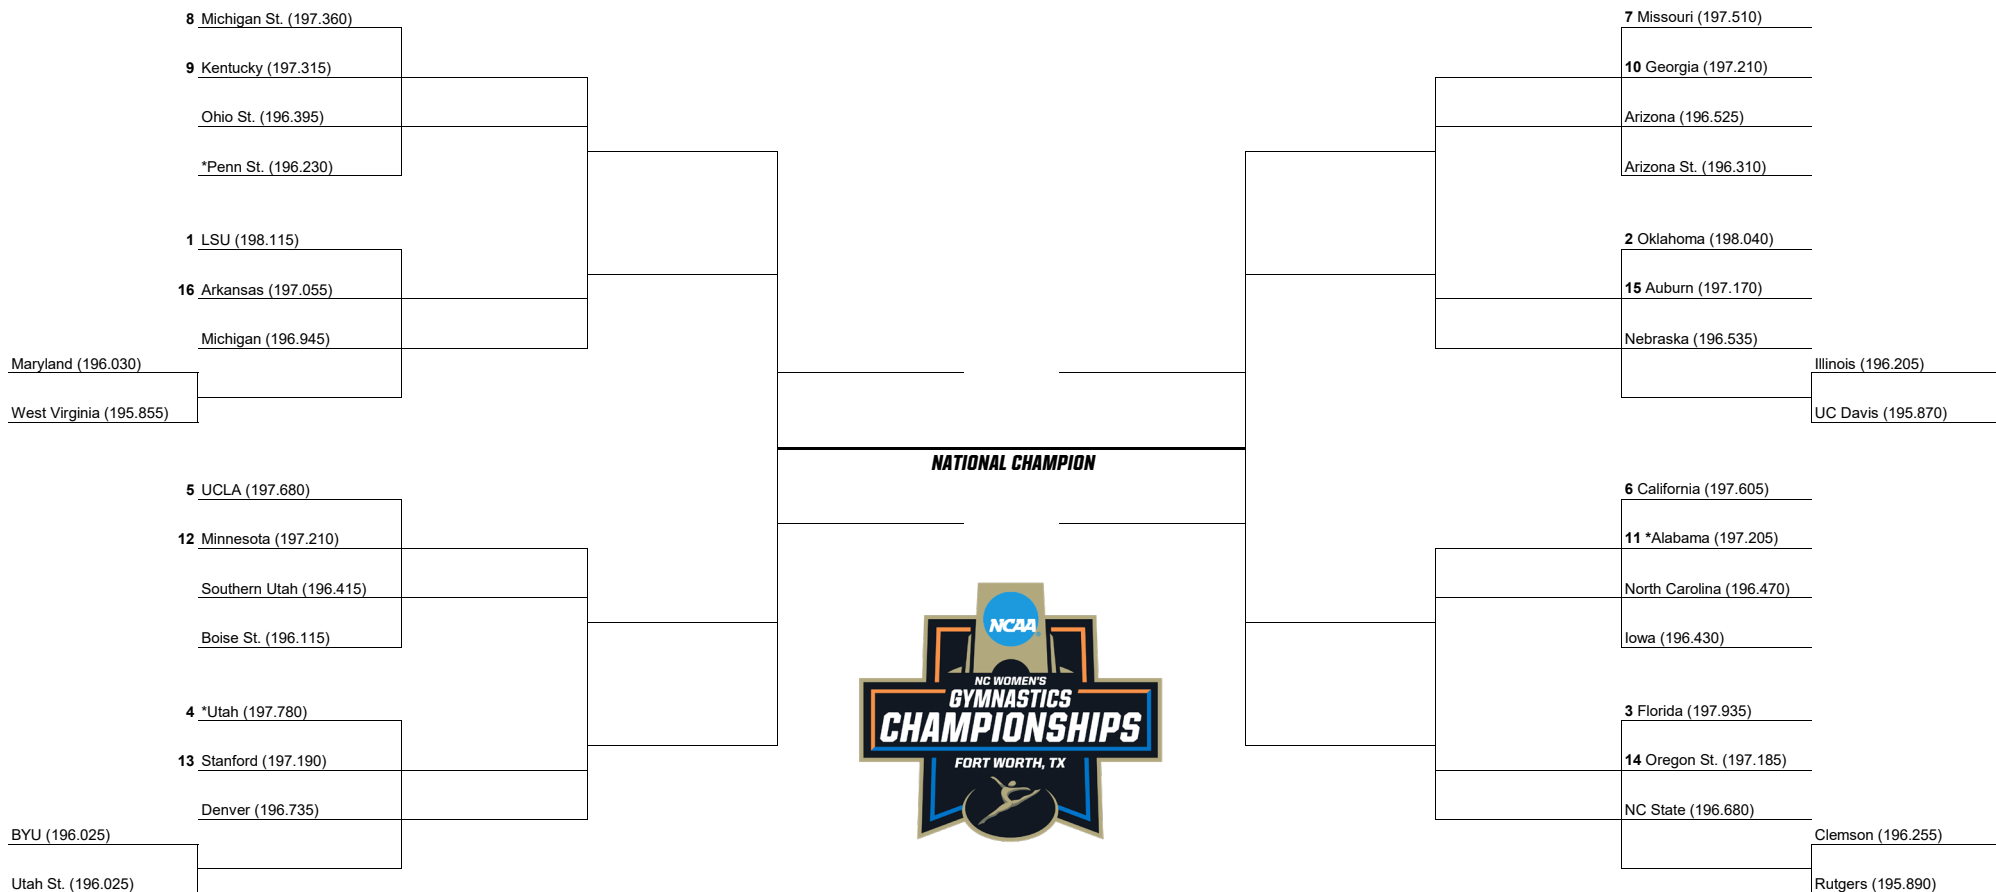 8 Michigan St. (197.360)
9 Kentucky (197.315)
Ohio St. (196.395)
*Penn St. (196.230)
1 LSU (198.115)
16 Arkansas (197.055)
Michigan (196.945)
Maryland (196.030)
West Virginia (195.855)
5 UCLA (197.680)
12 Minnesota (197.210)
Southern Utah (196.415)
Boise St. (196.115)
4 *Utah (197.780)
13 Stanford (197.190)
Denver (196.735)
BYU (196.025)
Utah St. (196.025)
NATIONAL CHAMPION
NCAA
NC WOMEN'S
GYMNASTICS
CHAMPIONSHIPS
FORT WORTH, TX
7 Missouri (197.510)
10 Georgia (197.210)
Arizona (196.525)
Arizona St. (196.310)
2 Oklahoma (198.040)
15 Auburn (197.170)
Nebraska (196.535)
Illinois (196.205)
UC Davis (195.870)
6 California (197.605)
11 *Alabama (197.205)
North Carolina (196.470)
Iowa (196.430)
3 Florida (197.935)
14 Oregon St. (197.185)
NC State (196.680)
Clemson (196.255)
Rutgers (195.890)